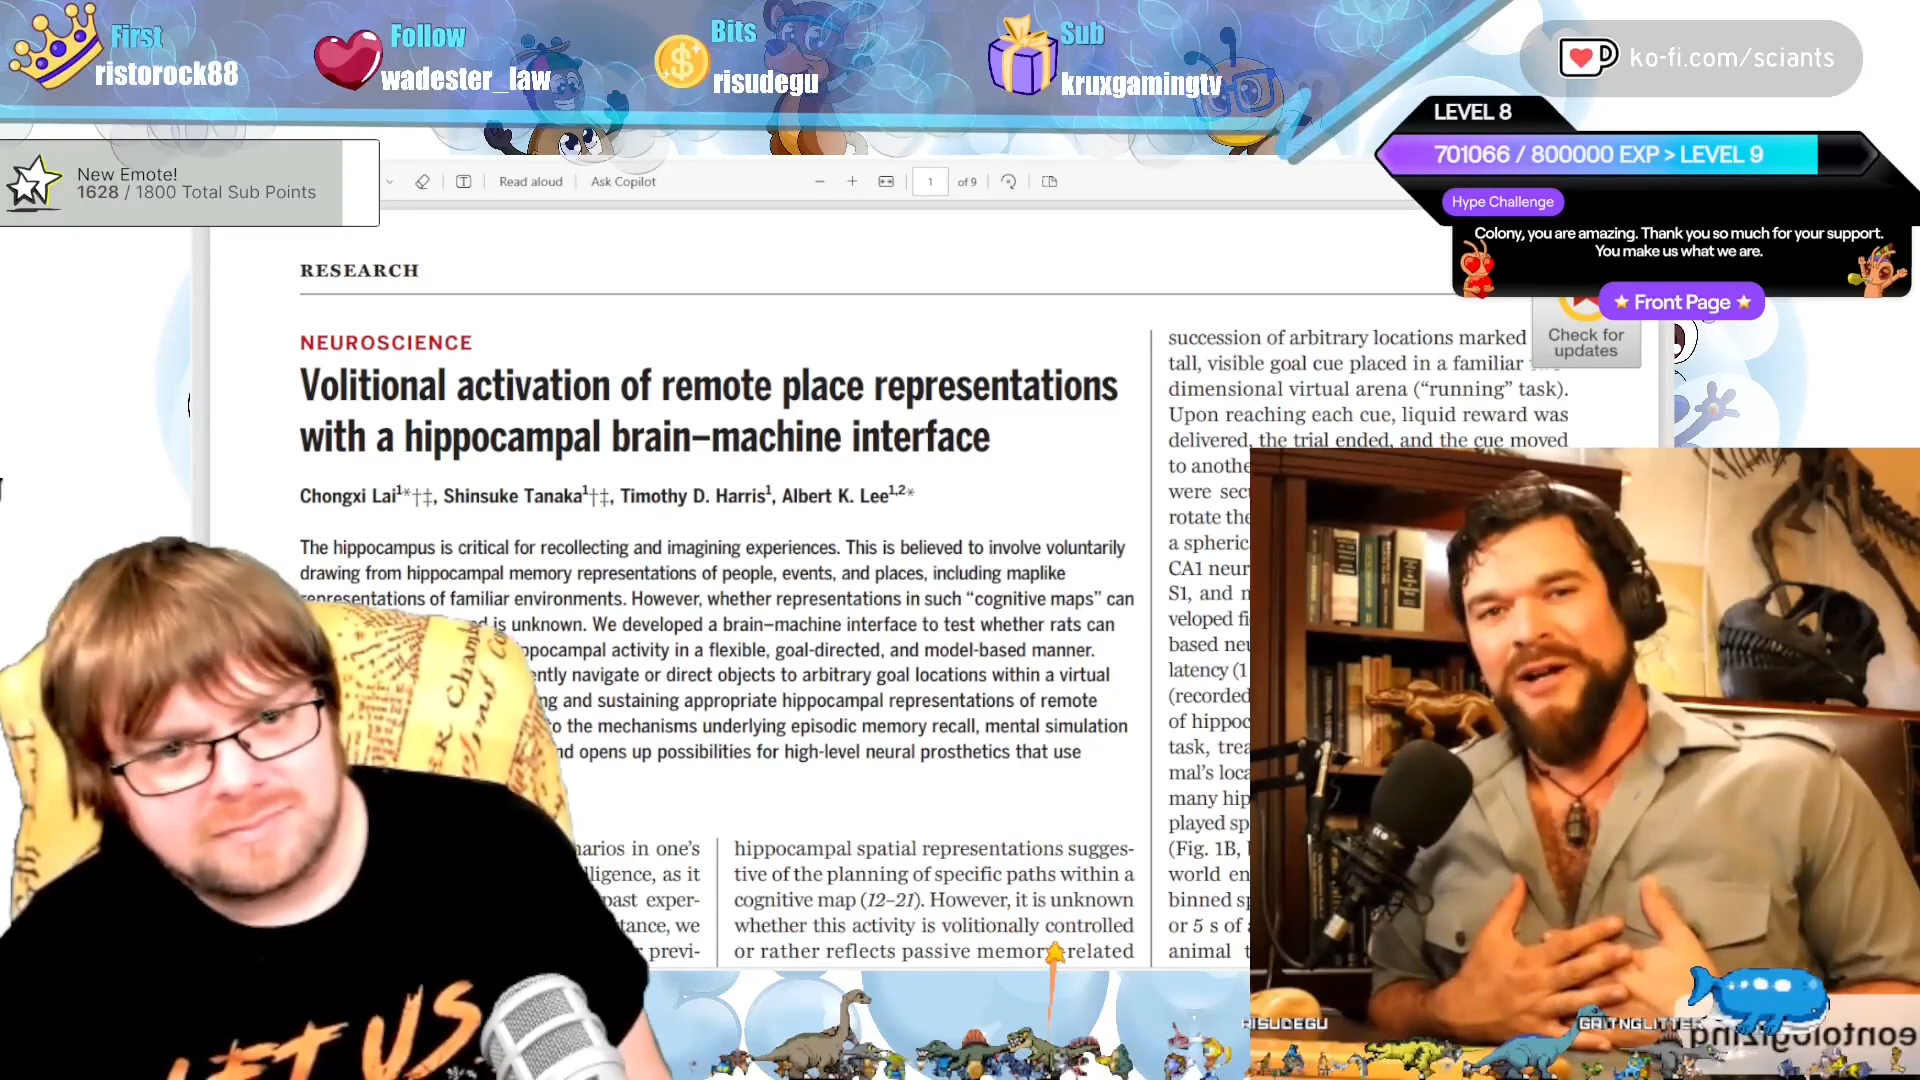 First
ristorock88
Follow
wadester_law
Bits
risudegu
Sub
kruxgamingtv
ko-fi.com/sciants
LEVEL 8
701066 / 800000 EXP > LEVEL 9
Hype Challenge
Colony, you are amazing. Thank you so much for your support.
You make us what we are.
Front Page
New Emote!
1628 / 1800 Total Sub Points
Read aloud
Ask Copilot
1
of 9
Check for
updates
RESEARCH
NEUROSCIENCE
Volitional activation of remote place representations
with a hippocampal brain–machine interface
Chongxi Lai1*†‡, Shinsuke Tanaka1†‡, Timothy D. Harris1, Albert K. Lee1,2*
The hippocampus is critical for recollecting and imagining experiences. This is believed to involve voluntarily
drawing from hippocampal memory representations of people, events, and places, including maplike
representations of familiar environments. However, whether representations in such “cognitive maps” can
is unknown. We developed a brain–machine interface to test whether rats can
hippocampal activity in a flexible, goal-directed, and model-based manner.
navigate or direct objects to arbitrary goal locations within a virtual
and sustaining appropriate hippocampal representations of remote
to the mechanisms underlying episodic memory recall, mental simulation
and opens up possibilities for high-level neural prosthetics that use
in one’s
as it
past exper-
we
previ-
hippocampal spatial representations sugges-
tive of the planning of specific paths within a
cognitive map (12–21). However, it is unknown
whether this activity is volitionally controlled
or rather reflects passive memory-related
succession of arbitrary locations marked
tall, visible goal cue placed in a familiar
dimensional virtual arena (“running” task).
Upon reaching each cue, liquid reward was
delivered, the trial ended, and the cue moved
to anothe
were sec
rotate the
a spheric
CA1 neur
S1, and
veloped fi
based neu
latency (1
(recorded
of hippoc
task, trea
mal’s loca
many hip
played sp
(Fig. 1B,
world en
binned sp
or 5 s of
animal
LET US
RISUDEGU
GRITNGLITTER